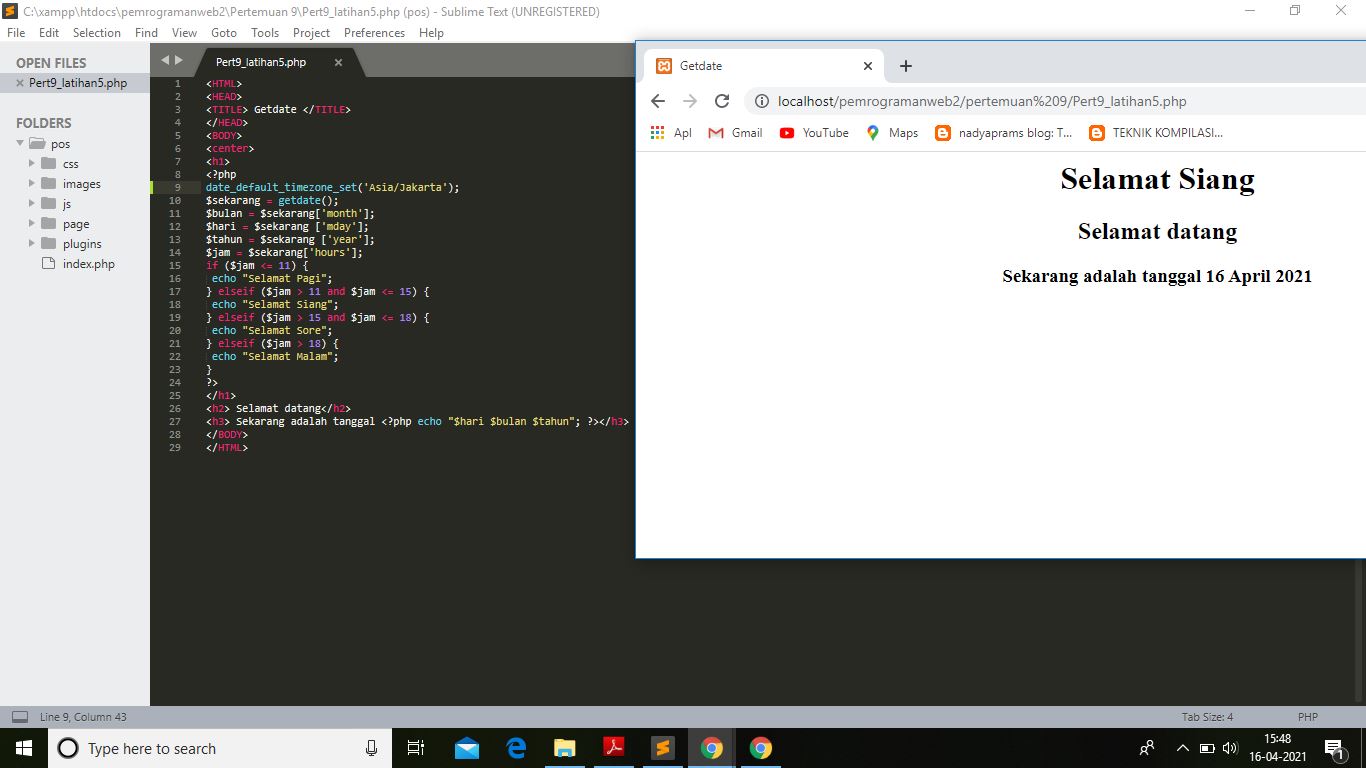 C:\xampp\htdocs\pemrogramanweb2\Pertemuan 9\Pert9_latihan5.php (pos) - Sublime Text (UNREGISTERED)
File Edit Selection Find View Goto Tools Project Preferences Help
OPEN FILES
Pert9_latihan5.php
FOLDERS
pos
css
images
js
page
plugins
index.php
Pert9_latihan5.php
1 <HTML>
2 <HEAD>
3 <TITLE> Getdate </TITLE>
4 </HEAD>
5 <BODY>
6 <center>
7 <h1>
8 <?php
9 date_default_timezone_set('Asia/Jakarta');
10 $sekarang = getdate();
11 $bulan = $sekarang['month'];
12 $hari = $sekarang ['mday'];
13 $tahun = $sekarang ['year'];
14 $jam = $sekarang['hours'];
15 if ($jam <= 11) {
16 echo "Selamat Pagi";
17 } elseif ($jam > 11 and $jam <= 15) {
18 echo "Selamat Siang";
19 } elseif ($jam > 15 and $jam <= 18) {
20 echo "Selamat Sore";
21 } elseif ($jam > 18) {
22 echo "Selamat Malam";
23 }
24 ?>
25 </h1>
26 <h2> Selamat datang</h2>
27 <h3> Sekarang adalah tanggal <?php echo "$hari $bulan $tahun"; ?></h3>
28 </BODY>
29 </HTML>
Getdate
localhost/pemrogramanweb2/pertemuan%209/Pert9_latihan5.php
Apl Gmail YouTube Maps nadyaprams blog: T... TEKNIK KOMPILASI...
Selamat Siang
Selamat datang
Sekarang adalah tanggal 16 April 2021
Line 9, Column 43
Tab Size: 4 PHP
Type here to search
15:48
16-04-2021
1